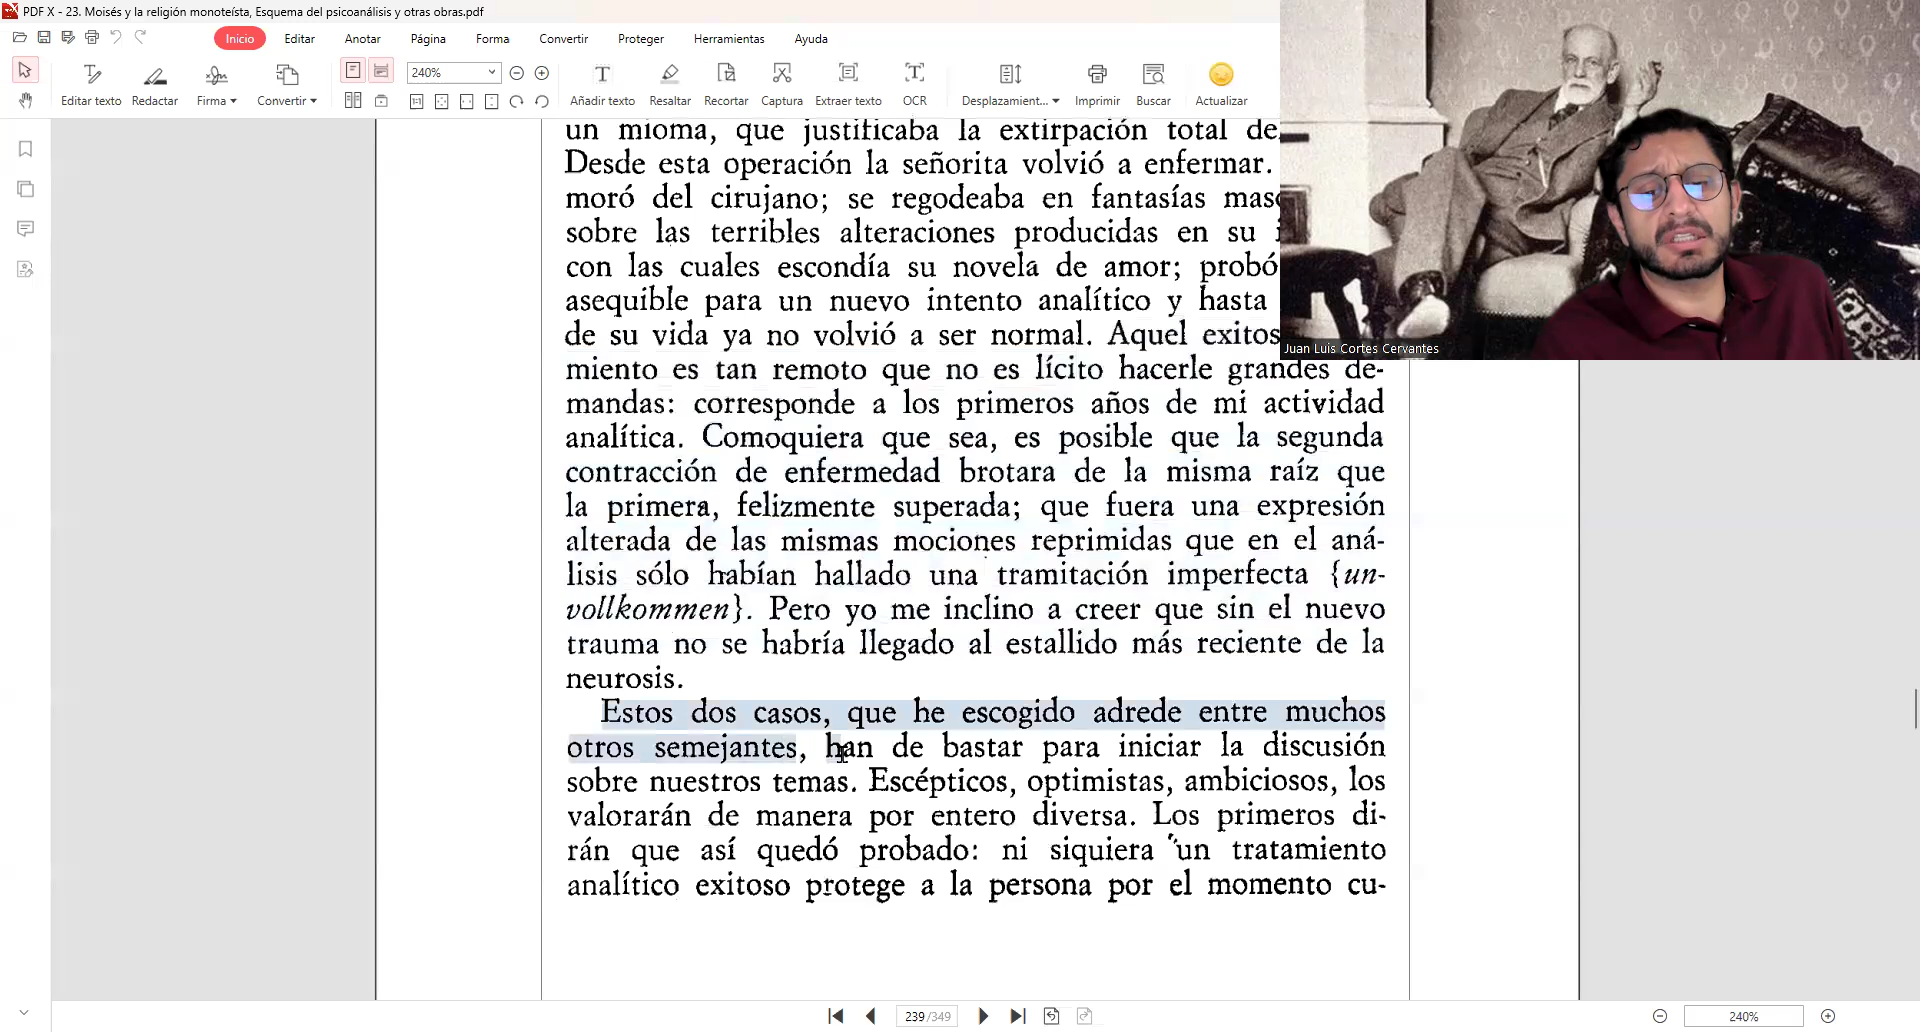 PDF X - 23. Moisés y la religión monoteísta, Esquema del psicoanálisis y otras obras.pdf
Inicio Editar Anotar Página Forma Convertir Proteger Herramientas Ayuda
240%
Editar texto Redactar Firma Convertir Añadir texto Resaltar Recortar Captura Extraer texto OCR Desplazamient... Imprimir Buscar Actualizar
un mioma, que justificaba la extirpación total de
Desde esta operación la señorita volvió a enfermar.
moró del cirujano; se regodeaba en fantasías
sobre las terribles alteraciones producidas en su
con las cuales escondía su novela de amor; probó
asequible para un nuevo intento analítico y hasta
de su vida ya no volvió a ser normal. Aquel
miento es tan remoto que no es lícito hacerle grandes de-
mandas: corresponde a los primeros años de mi actividad
analítica. Comoquiera que sea, es posible que la segunda
contracción de enfermedad brotara de la misma raíz que
la primera, felizmente superada; que fuera una expresión
alterada de las mismas mociones reprimidas que en el aná-
lisis sólo habían hallado una tramitación imperfecta {un-
vollkommen}. Pero yo me inclino a creer que sin el nuevo
trauma no se habría llegado al estallido más reciente de la
neurosis.
Estos dos casos, que he escogido adrede entre muchos
otros semejantes, han de bastar para iniciar la discusión
sobre nuestros temas. Escépticos, optimistas, ambiciosos, los
valorarán de manera por entero diversa. Los primeros di-
rán que así quedó probado: ni siquiera un tratamiento
analítico exitoso protege a la persona por el momento cu-
Juan Luis Cortes Cervantes
239 /349
240%